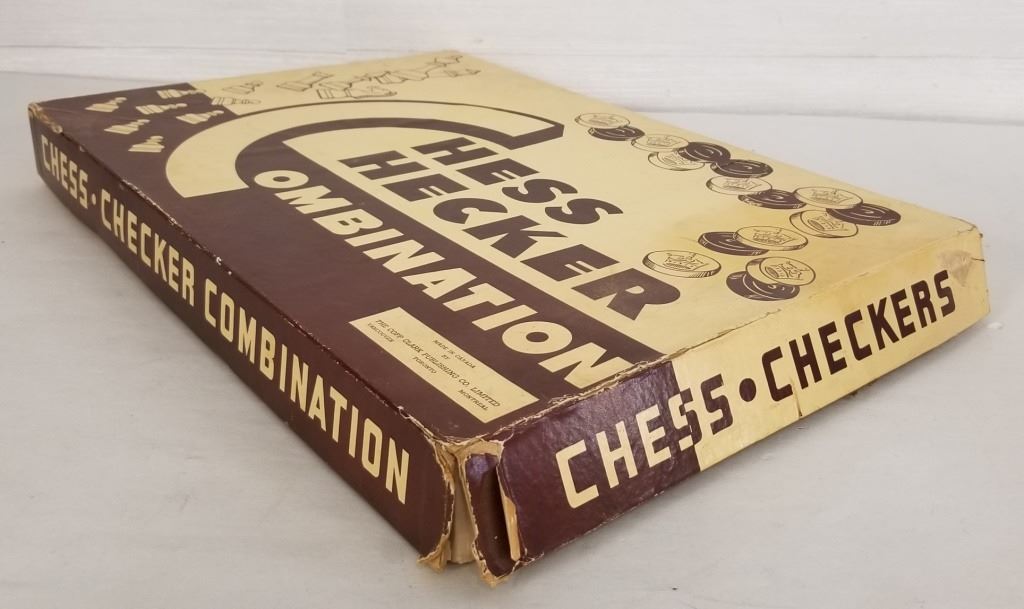 CHESS
CHECKER
COMBINATION
MADE IN CANADA
BY
THE COPP CLARK PUBLISHING CO. LIMITED
VANCOUVER TORONTO MONTREAL
CHESS•CHECKER COMBINATION
CHESS•CHECKERS